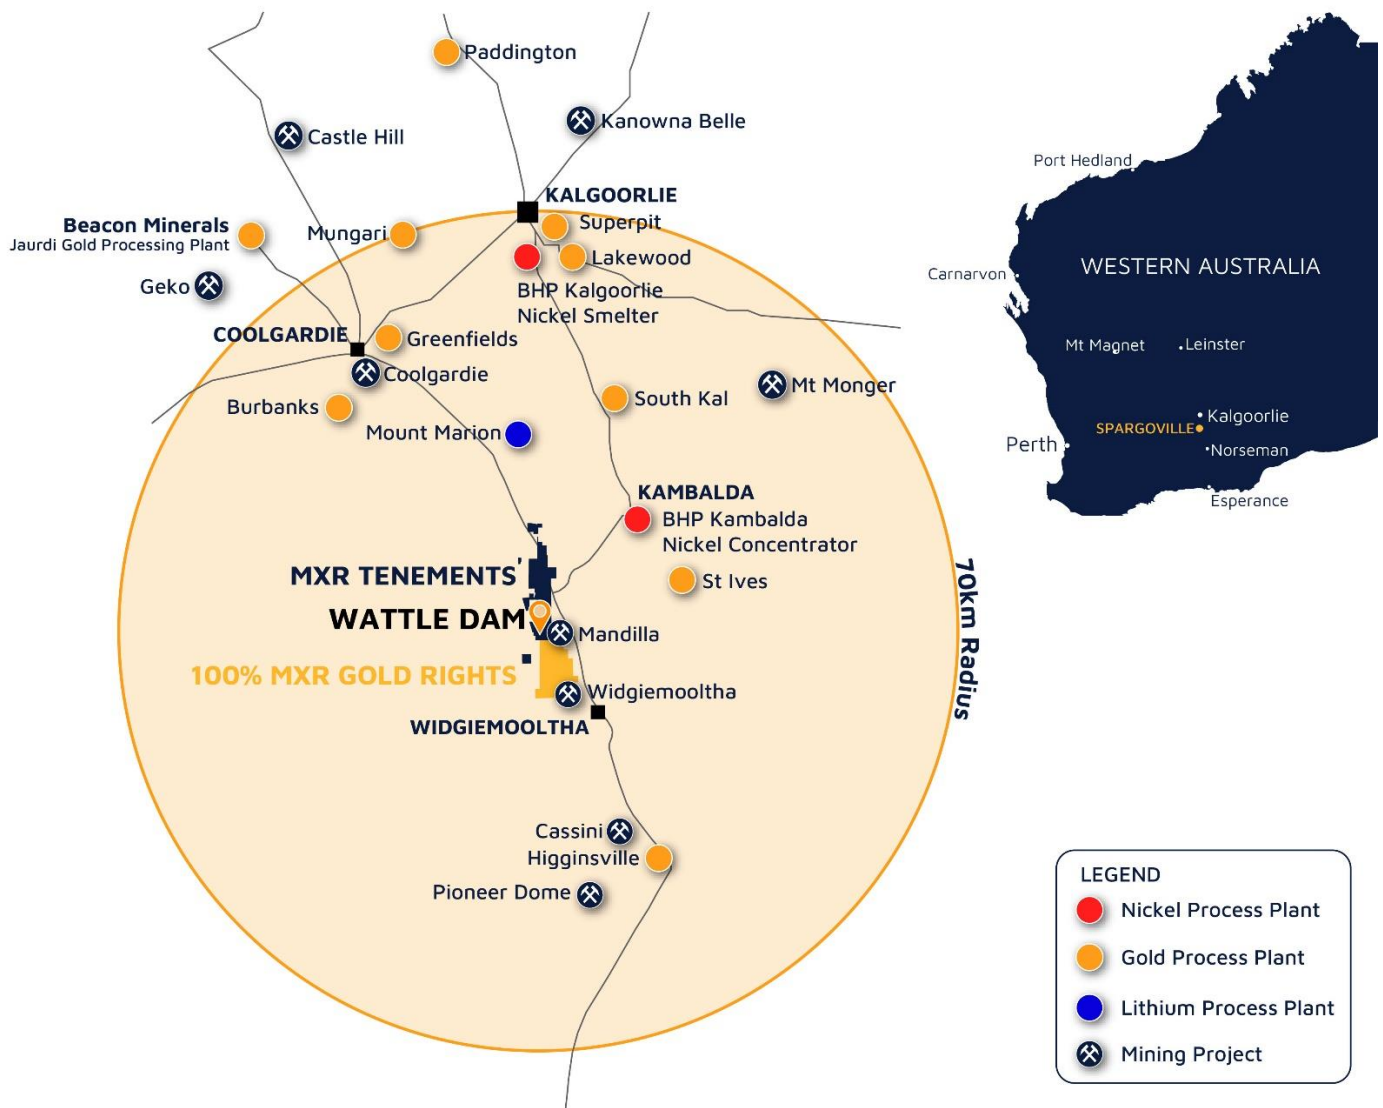 Paddington
Castle Hill
Kanowna Belle
KALGOORLIE
Beacon Minerals
Jaurdi Gold Processing Plant
Mungari
Superpit
Lakewood
Geko
BHP Kalgoorlie
Nickel Smelter
COOLGARDIE
Greenfields
Coolgardie
Mt Monger
Burbanks
South Kal
Mount Marion
KAMBALDA
BHP Kambalda
Nickel Concentrator
MXR TENEMENTS
St Ives
WATTLE DAM
Mandilla
100% MXR GOLD RIGHTS
Widgiemooltha
WIDGIEMOOLTHA
70km Radius
Cassini
Higginsville
Pioneer Dome
Port Hedland
WESTERN AUSTRALIA
Carnarvon
Mt Magnet
Leinster
Kalgoorlie
SPARGOVILLE
Perth
Norseman
Esperance
LEGEND
Nickel Process Plant
Gold Process Plant
Lithium Process Plant
Mining Project